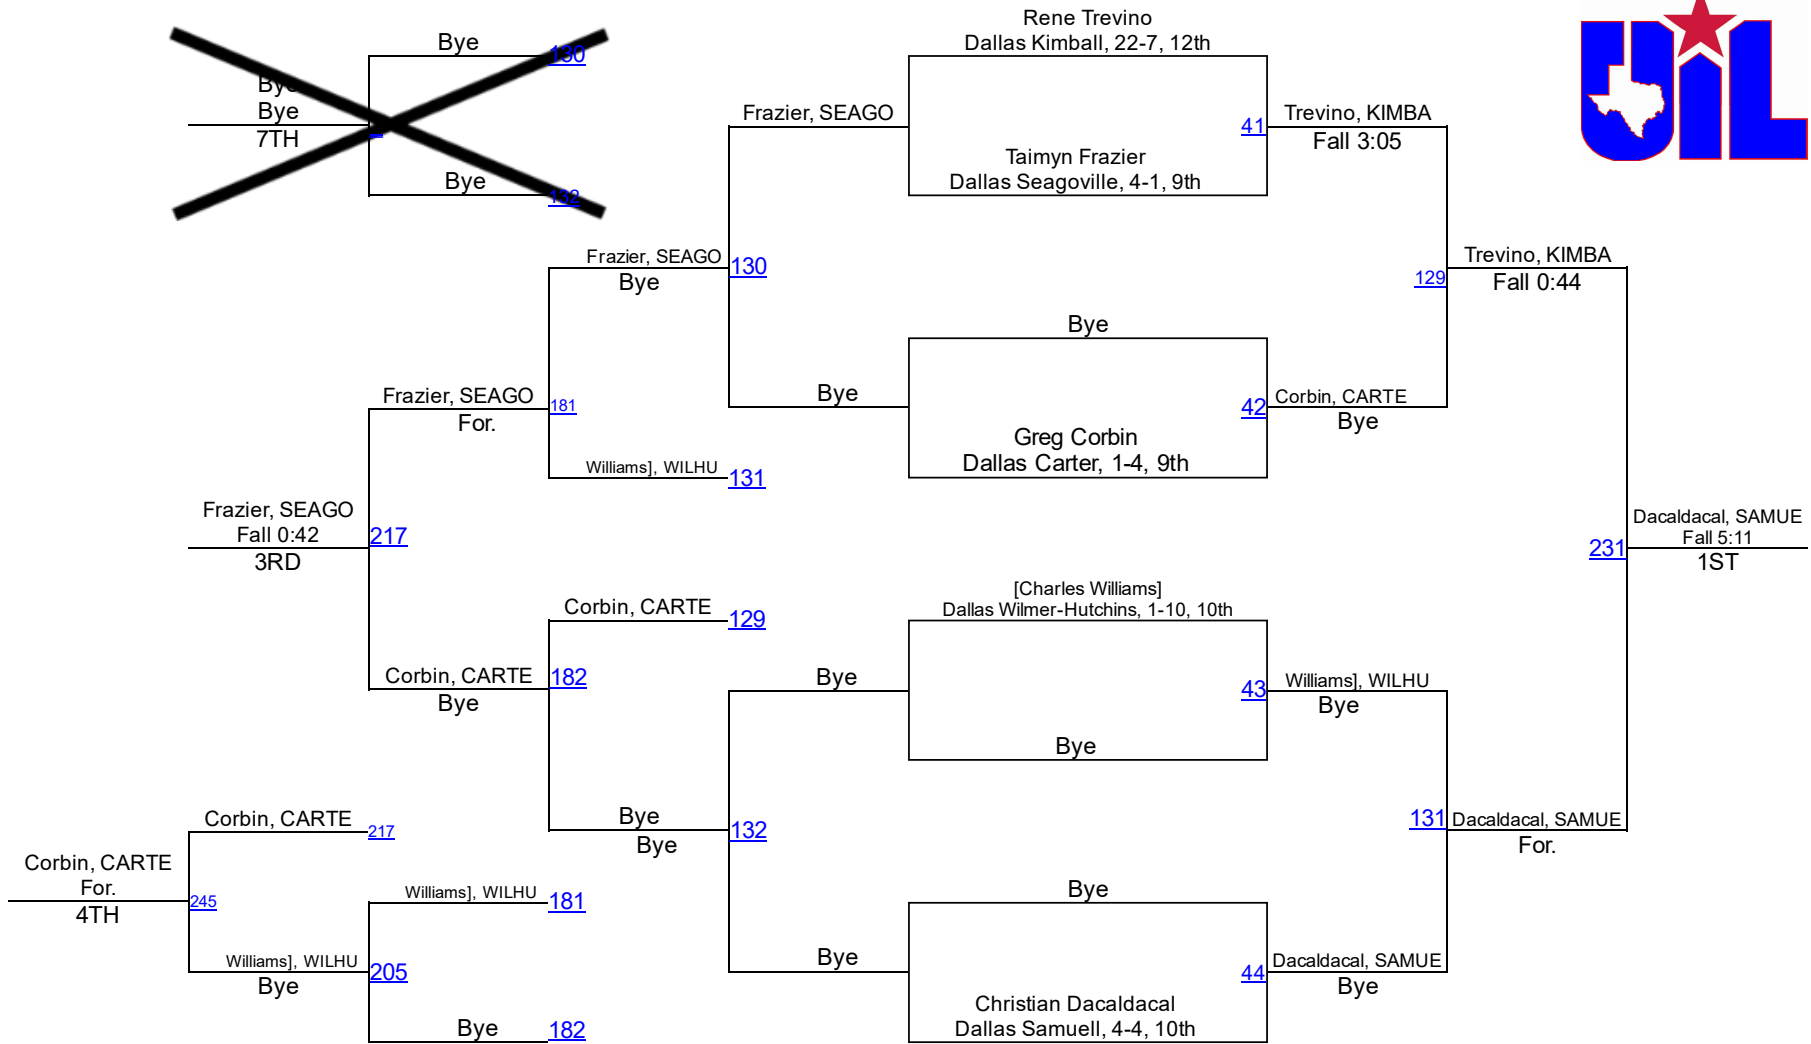 Rene Trevino
Dallas Kimball, 22-7, 12th
UIL
Bye
130
Bye
Bye
7TH
Frazier, SEAGO
41
Trevino, KIMBA
Fall 3:05
Taimyn Frazier
Dallas Seagoville, 4-1, 9th
Bye
132
Frazier, SEAGO
Bye
130
129
Trevino, KIMBA
Fall 0:44
Bye
Frazier, SEAGO
For.
181
Bye
42
Corbin, CARTE
Bye
Greg Corbin
Dallas Carter, 1-4, 9th
Williams], WILHU
131
Frazier, SEAGO
Fall 0:42
3RD
217
231
Dacaldacal, SAMUE
Fall 5:11
1ST
[Charles Williams]
Dallas Wilmer-Hutchins, 1-10, 10th
Corbin, CARTE
129
Corbin, CARTE
Bye
182
Bye
43
Williams], WILHU
Bye
Bye
Corbin, CARTE
217
Bye
Bye
132
131
Dacaldacal, SAMUE
For.
Corbin, CARTE
For.
4TH
245
Williams], WILHU
181
Bye
Williams], WILHU
Bye
205
Bye
44
Dacaldacal, SAMUE
Bye
Christian Dacaldacal
Dallas Samuell, 4-4, 10th
Bye
182